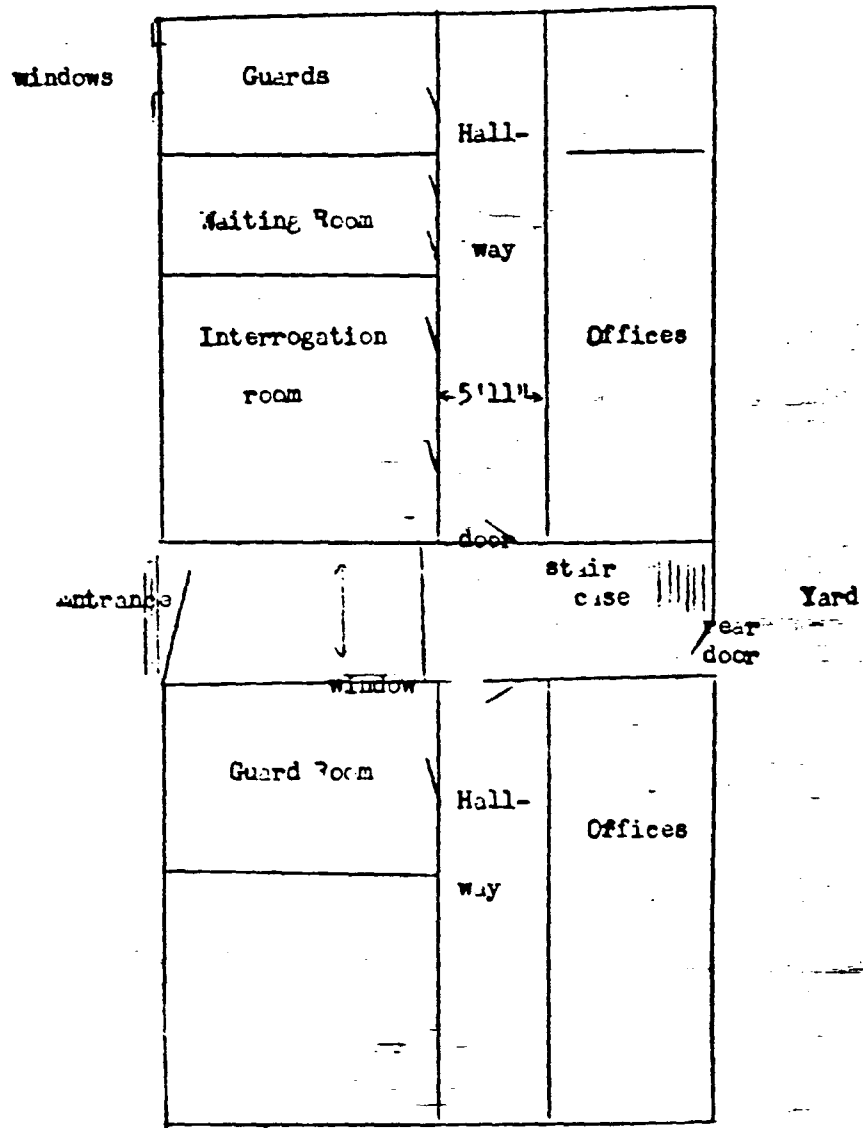 windows
Guards
Hall-
Waiting Room
way
Interrogation
room
Offices
5'11"
door
stair
case
Entrance
Yard
rear
door
window
Guard Room
Hall-
Offices
way